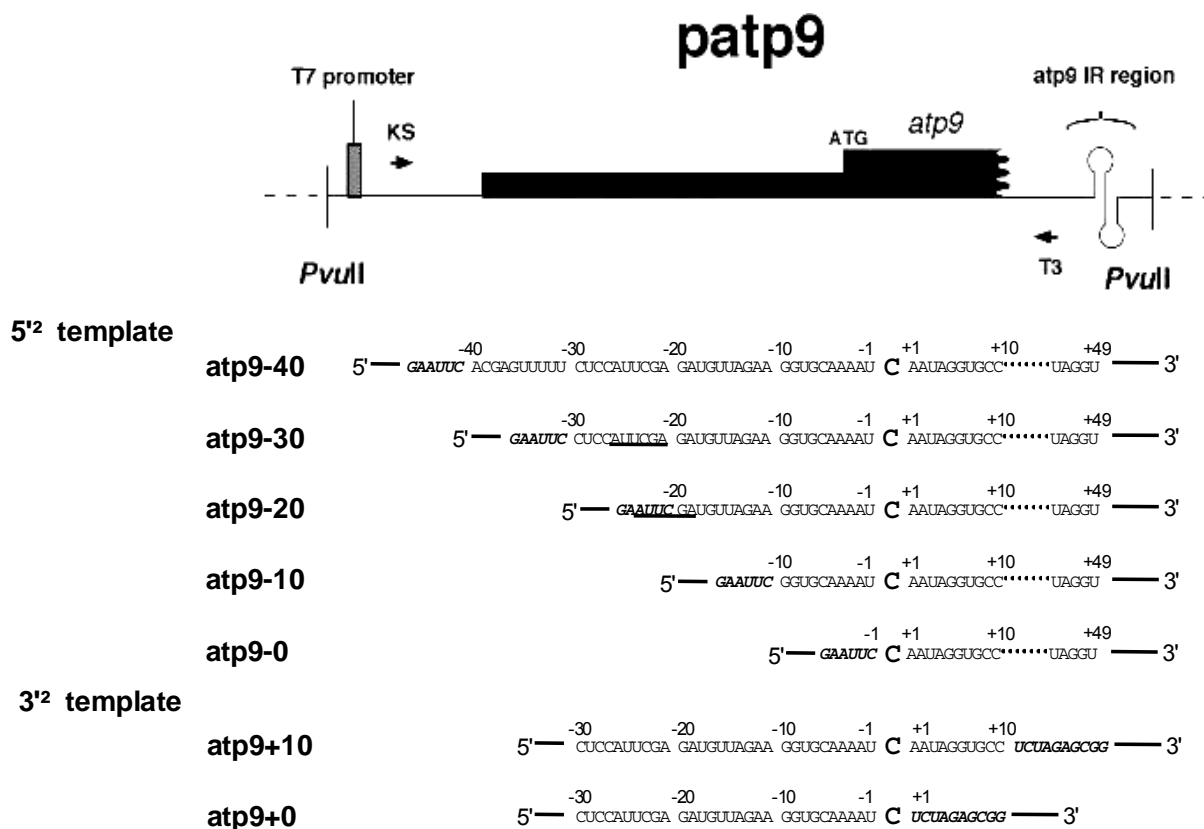 patp9
T7 promoter
atp9 IR region
KS
ATG
atp9
T3
PvuII
PvuII
5'² template
-40 -30 -20 -10 -1 +1 +10 +49
atp9-40 5' GAAUUC ACGAGUUUUU CUCCAUUCGA GAUGUUAGAA GGUGCAAAAU C AAUAGGUGCC UAGGU 3'
-30 -20 -10 -1 +1 +10 +49
atp9-30 5' GAAUUC CUCCAUUCGA GAUGUUAGAA GGUGCAAAAU C AAUAGGUGCC UAGGU 3'
-20 -10 -1 +1 +10 +49
atp9-20 5' GAAUUC GAUGUUAGAA GGUGCAAAAU C AAUAGGUGCC UAGGU 3'
-10 -1 +1 +10 +49
atp9-10 5' GAAUUC GGUGCAAAAU C AAUAGGUGCC UAGGU 3'
-1 +1 +10 +49
atp9-0 5' GAAUUC C AAUAGGUGCC UAGGU 3'
3'² template
-30 -20 -10 -1 +1 +10
atp9+10 5' CUCCAUUCGA GAUGUUAGAA GGUGCAAAAU C AAUAGGUGCC UCUAGAGCGG 3'
-30 -20 -10 -1 +1
atp9+0 5' CUCCAUUCGA GAUGUUAGAA GGUGCAAAAU C UCUAGAGCGG 3'